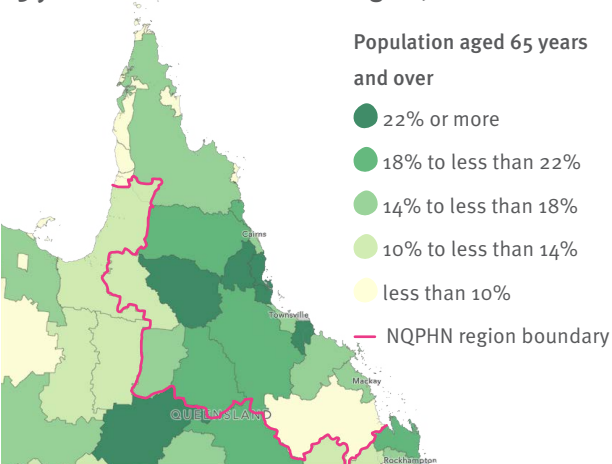 Population aged 65 years
and over
22% or more
18% to less than 22%
14% to less than 18%
10% to less than 14%
less than 10%
NQPHN region boundary
Cairns
Townsville
Mackay
QUEENSLAND
Rockhampton